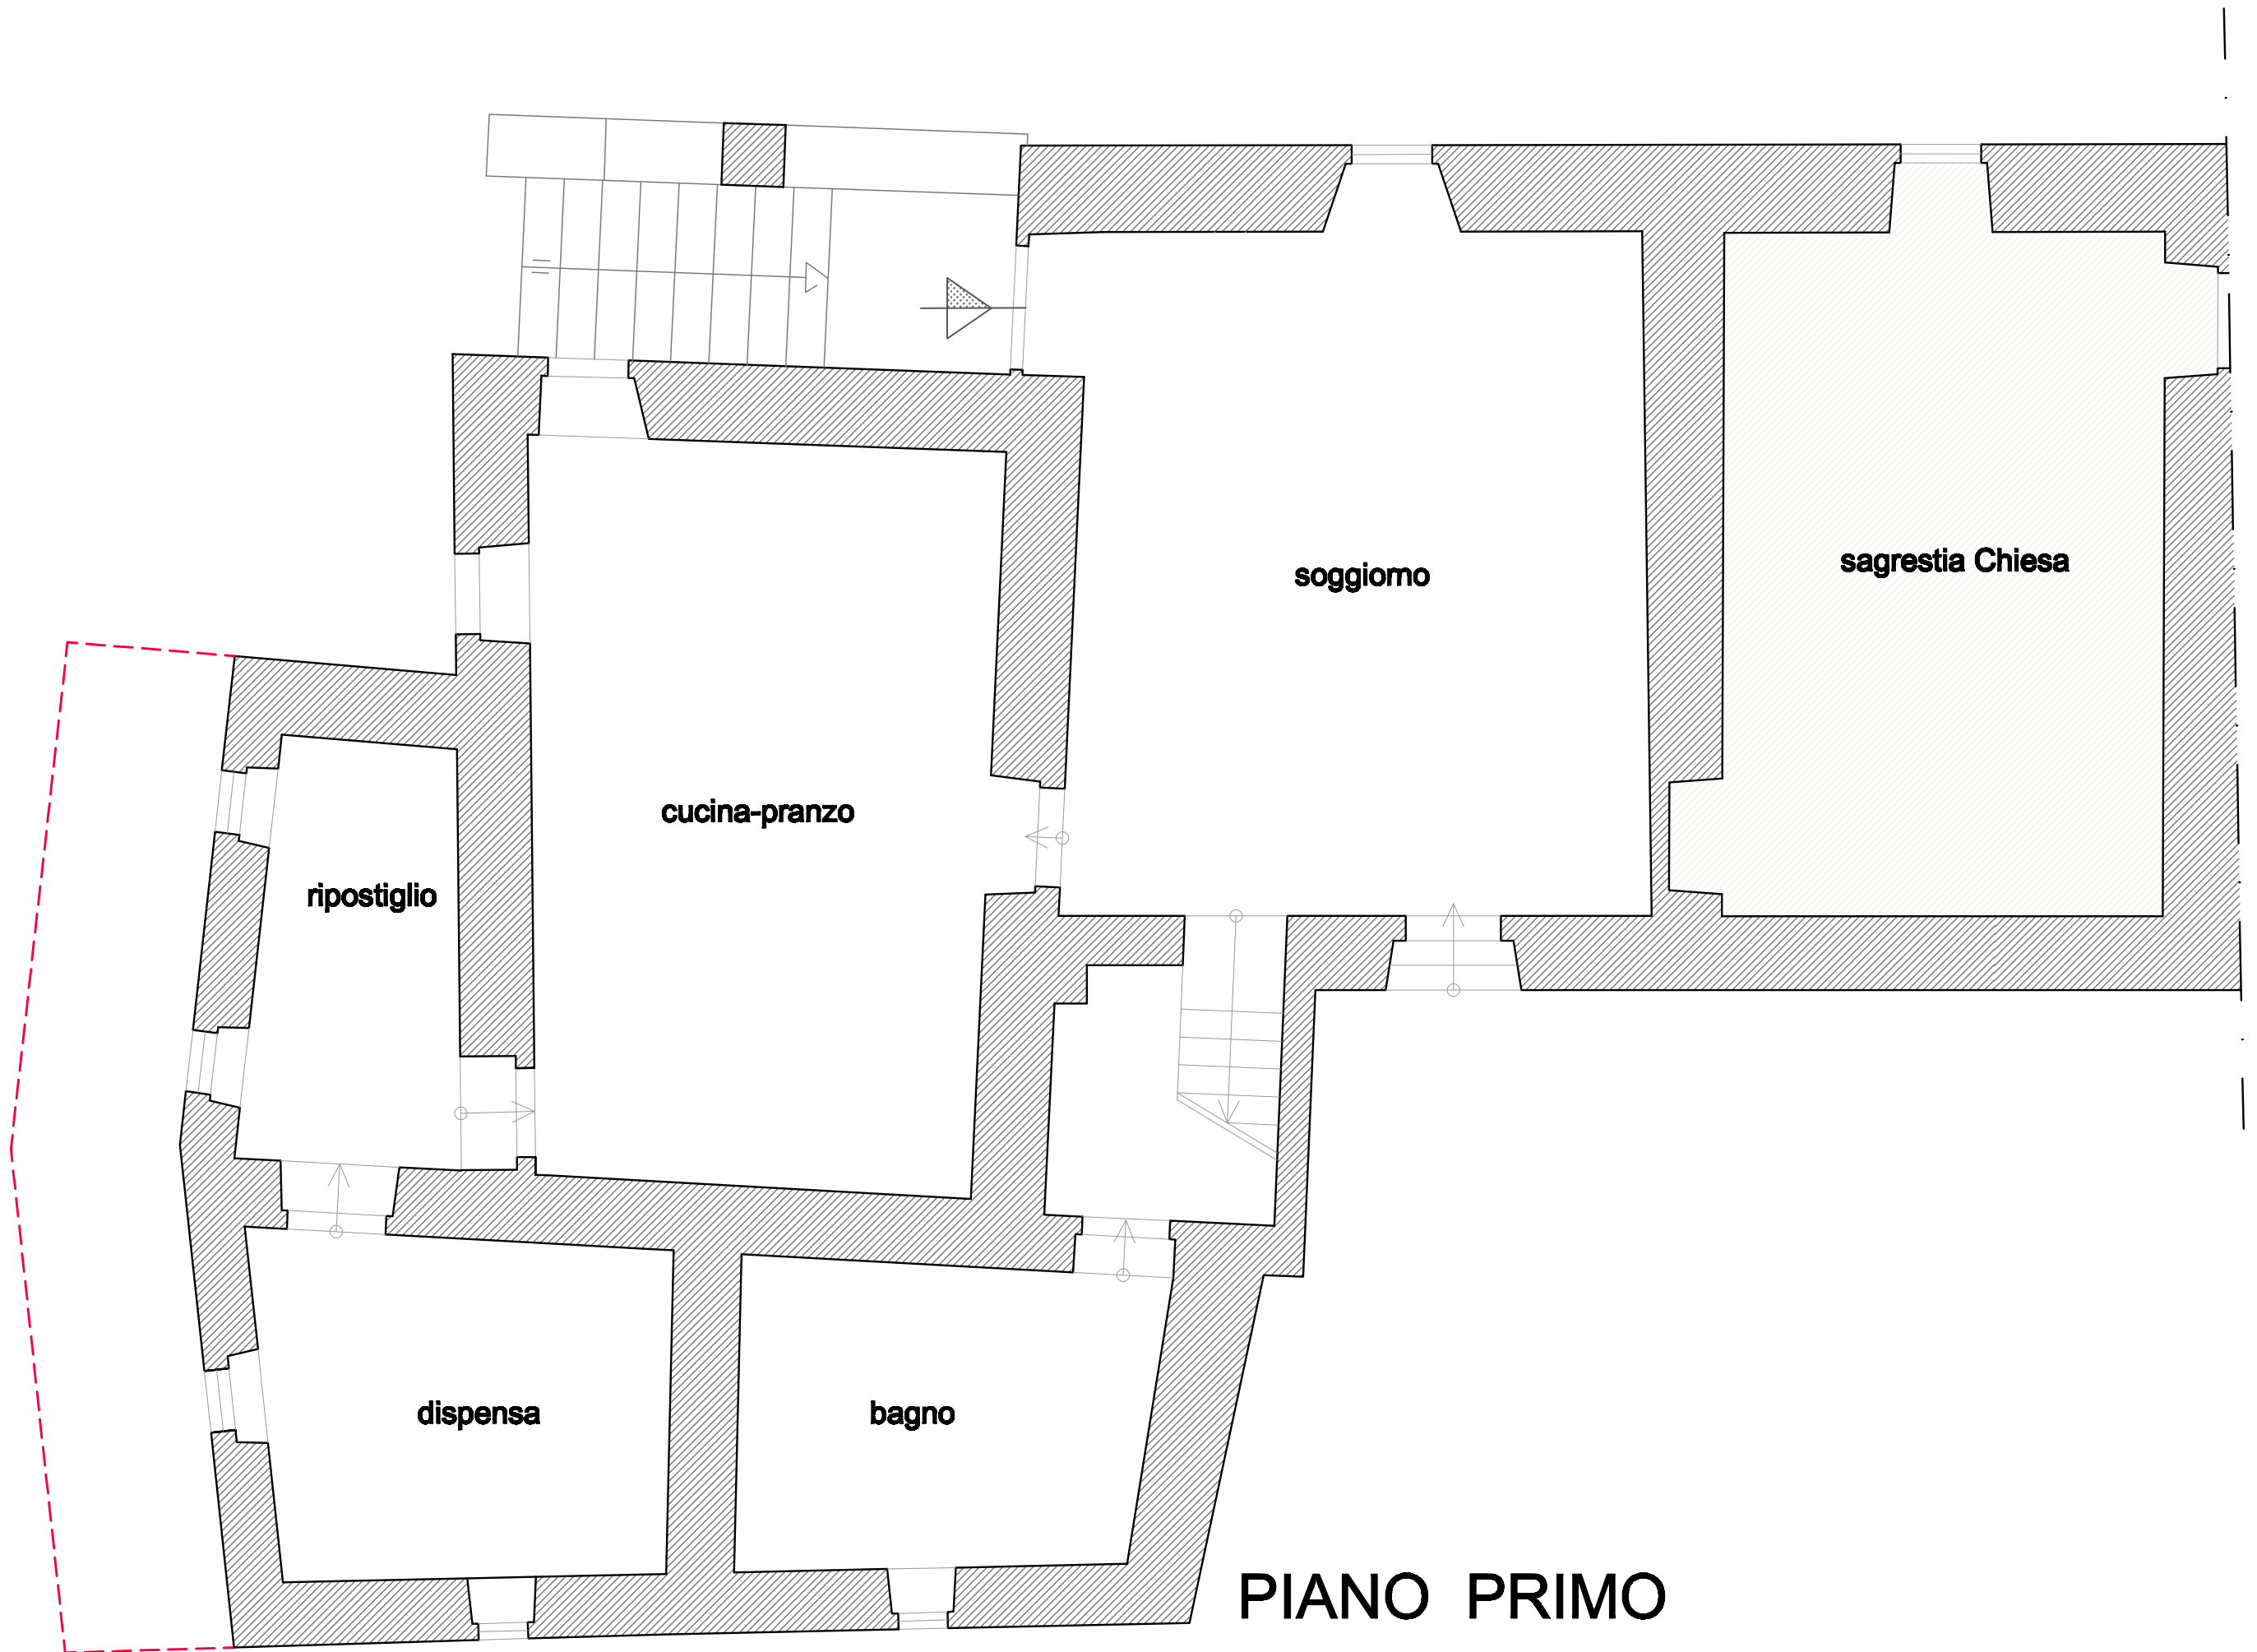 sagrestia Chiesa
soggiorno
cucina-pranzo
ripostiglio
dispensa
bagno
PIANO PRIMO